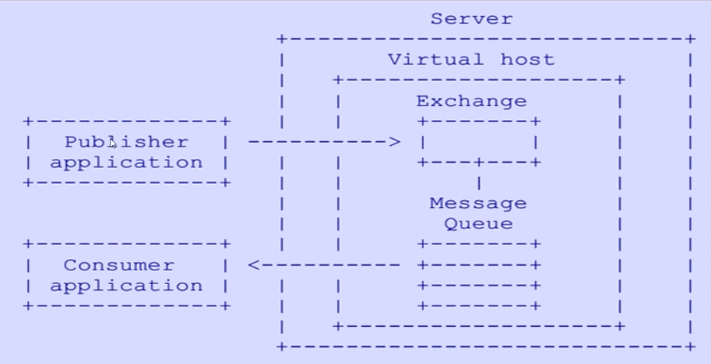 Server
Virtual host
Exchange
Publisher
application
Message
Queue
Consumer
application